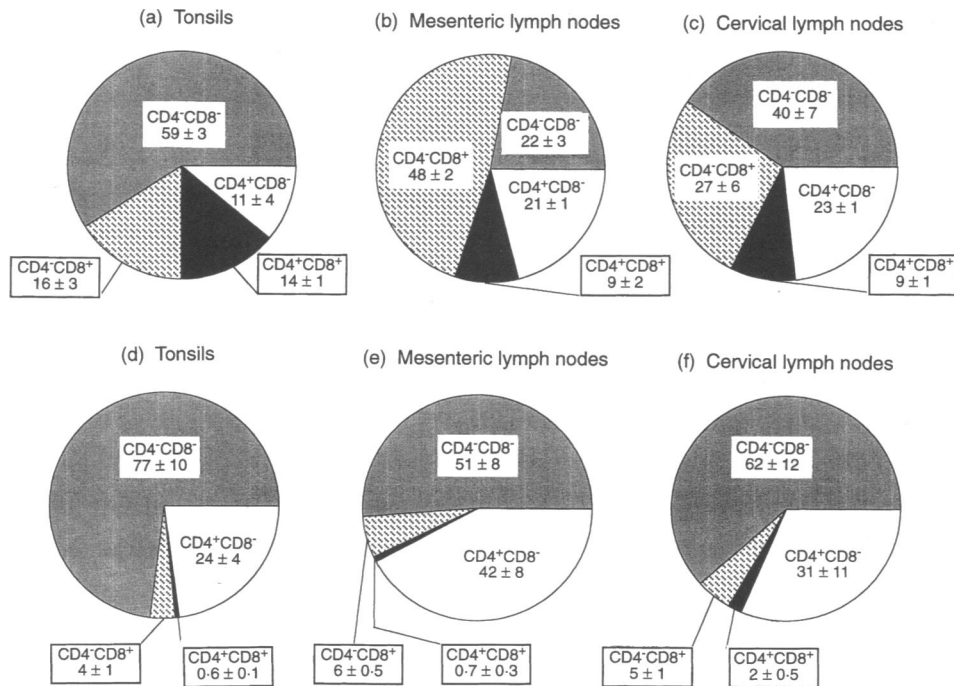 (a) Tonsils
CD4⁻CD8⁻
59 ± 3
CD4⁺CD8⁻
11 ± 4
CD4⁻CD8⁺
16 ± 3
CD4⁺CD8⁺
14 ± 1
(b) Mesenteric lymph nodes
CD4⁻CD8⁻
22 ± 3
CD4⁻CD8⁺
48 ± 2
CD4⁺CD8⁻
21 ± 1
CD4⁺CD8⁺
9 ± 2
(c) Cervical lymph nodes
CD4⁻CD8⁻
40 ± 7
CD4⁻CD8⁺
27 ± 6
CD4⁺CD8⁻
23 ± 1
CD4⁺CD8⁺
9 ± 1
(d) Tonsils
CD4⁻CD8⁻
77 ± 10
CD4⁺CD8⁻
24 ± 4
CD4⁻CD8⁺
4 ± 1
CD4⁺CD8⁺
0·6 ± 0·1
(e) Mesenteric lymph nodes
CD4⁻CD8⁻
51 ± 8
CD4⁺CD8⁻
42 ± 8
CD4⁻CD8⁺
6 ± 0·5
CD4⁺CD8⁺
0·7 ± 0·3
(f) Cervical lymph nodes
CD4⁻CD8⁻
62 ± 12
CD4⁺CD8⁻
31 ± 11
CD4⁻CD8⁺
5 ± 1
CD4⁺CD8⁺
2 ± 0·5